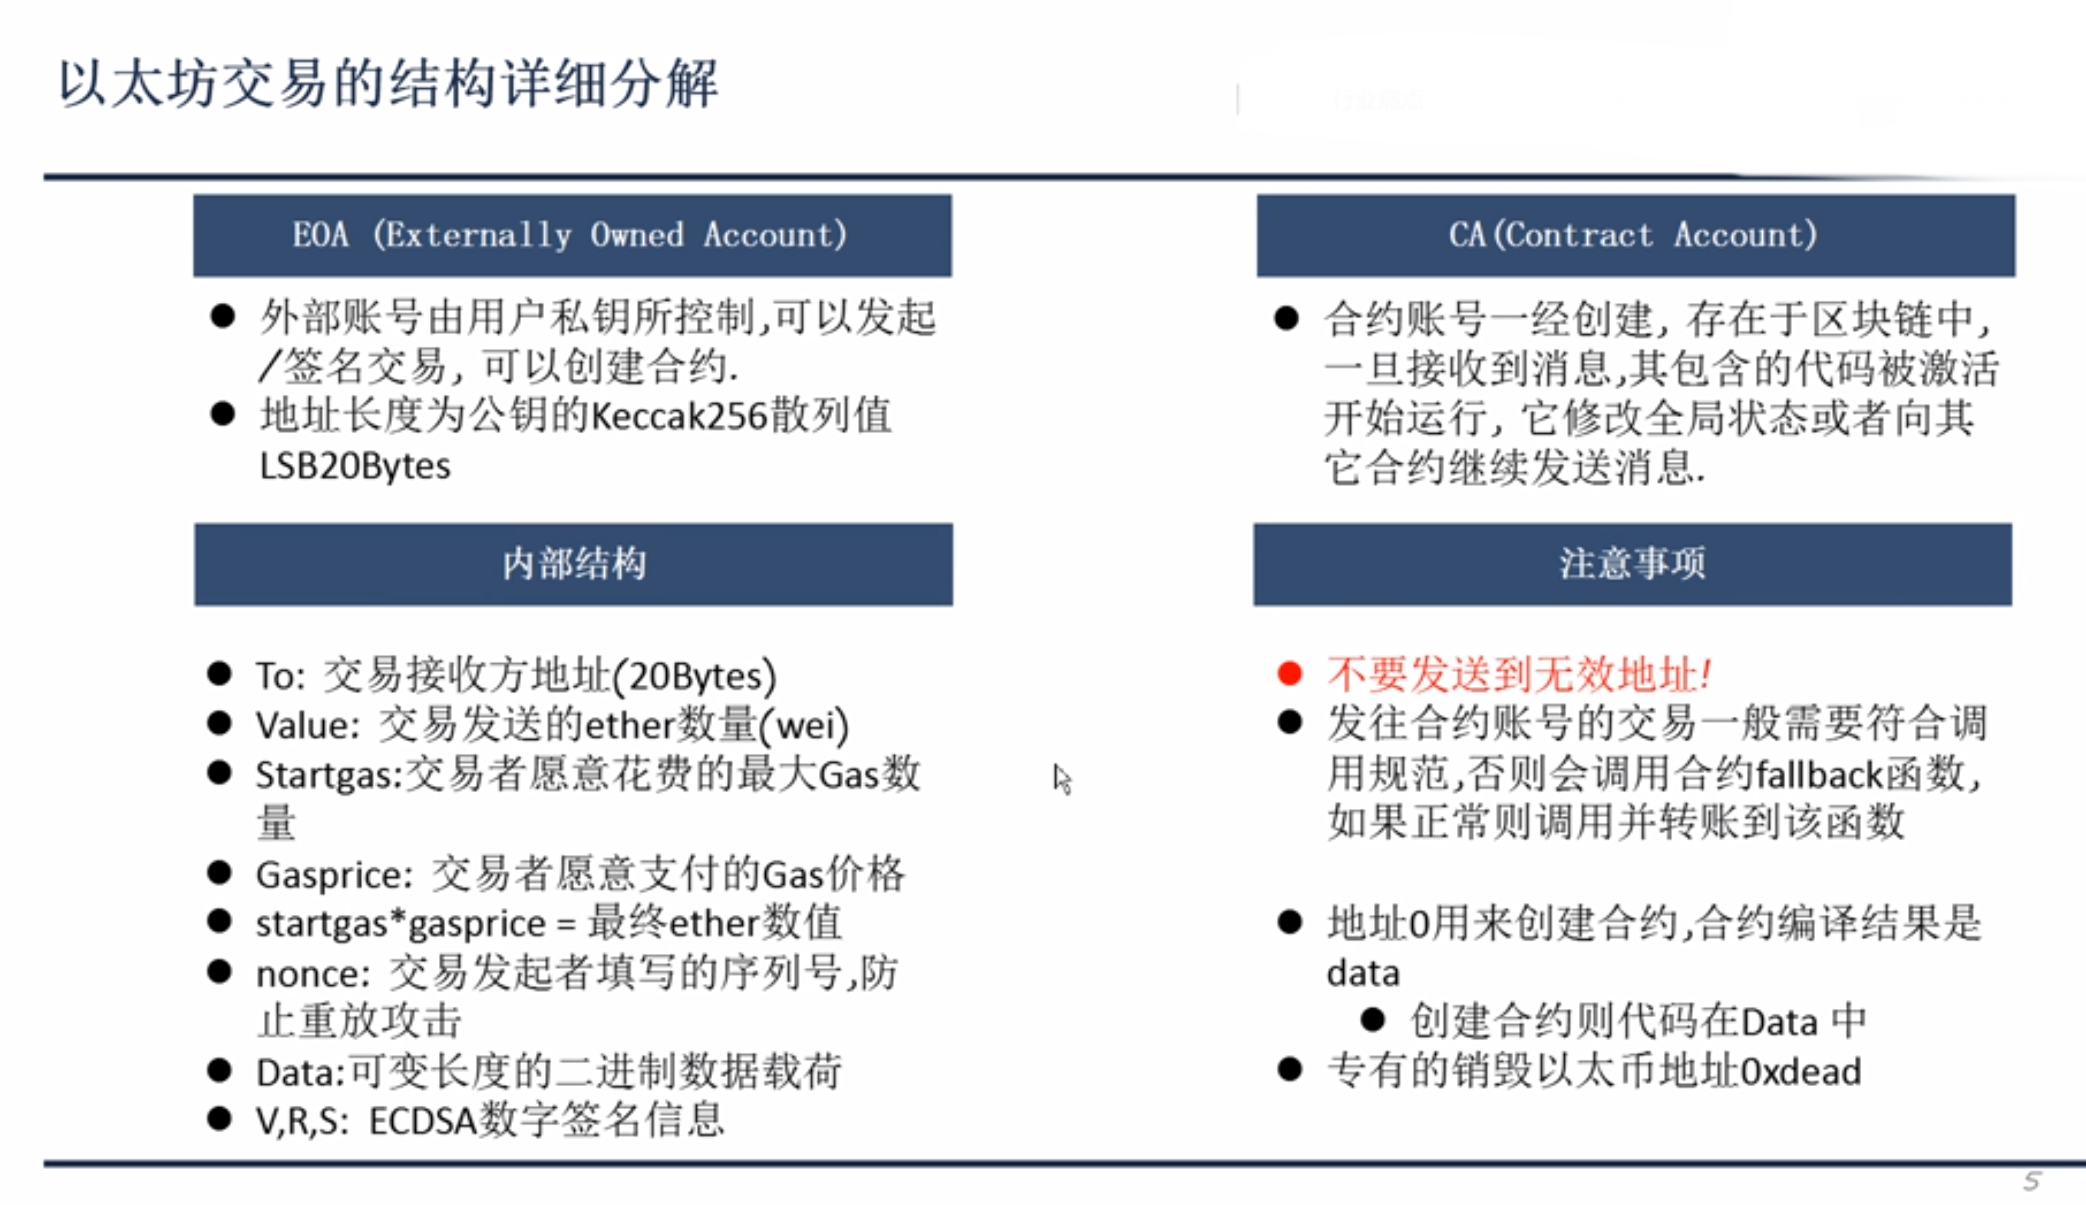 以太坊交易的结构详细分解
EOA (Externally Owned Account)
外部账号由用户私钥所控制,可以发起
/签名交易, 可以创建合约.
地址长度为公钥的Keccak256散列值
LSB20Bytes
CA(Contract Account)
合约账号一经创建, 存在于区块链中,
一旦接收到消息,其包含的代码被激活
开始运行, 它修改全局状态或者向其
它合约继续发送消息.
内部结构
To: 交易接收方地址(20Bytes)
Value: 交易发送的ether数量(wei)
Startgas:交易者愿意花费的最大Gas数
量
Gasprice: 交易者愿意支付的Gas价格
startgas*gasprice = 最终ether数值
nonce: 交易发起者填写的序列号,防
止重放攻击
Data:可变长度的二进制数据载荷
V,R,S: ECDSA数字签名信息
注意事项
不要发送到无效地址!
发往合约账号的交易一般需要符合调
用规范,否则会调用合约fallback函数,
如果正常则调用并转账到该函数
地址0用来创建合约,合约编译结果是
data
创建合约则代码在Data 中
专有的销毁以太币地址0xdead
5